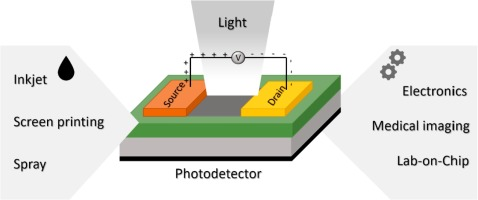 Light
+ + + + + V - - - - -
+
+
+
-
-
Source
Drain
Inkjet
Screen printing
Spray
Electronics
Medical imaging
Lab-on-Chip
Photodetector